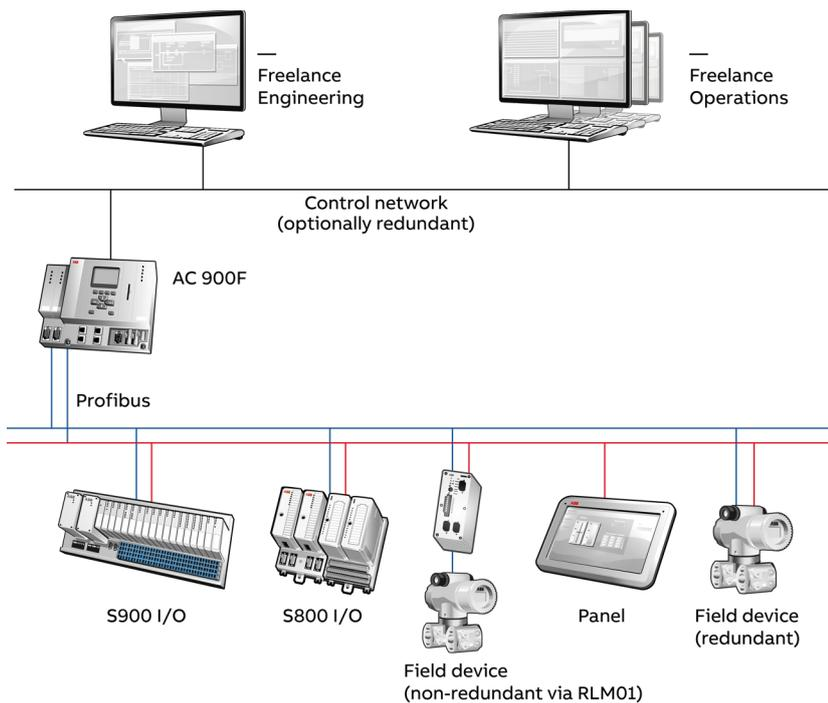 Freelance
Engineering
Freelance
Operations
Control network
(optionally redundant)
AC 900F
Profibus
S900 I/O
S800 I/O
Panel
Field device
(redundant)
Field device
(non-redundant via RLM01)